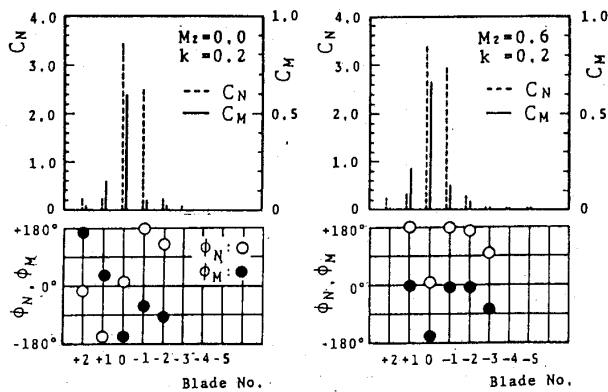 C_N
4.0
3.0
2.0
1.0
0
1.0
C_M
0.5
0
M₂=0.0
k =0.2
C_N
C_M
+180°
0°
-180°
φ_N, φ_M
φ_N :
φ_M :
+2 +1 0 -1 -2 -3 -4 -5
Blade No.
C_N
4.0
3.0
2.0
1.0
0
1.0
C_M
0.5
0
M₂=0.6
k =0.2
C_N
C_M
+180°
0°
-180°
φ_N, φ_M
+2 +1 0 -1 -2 -3 -4 -5
Blade No.